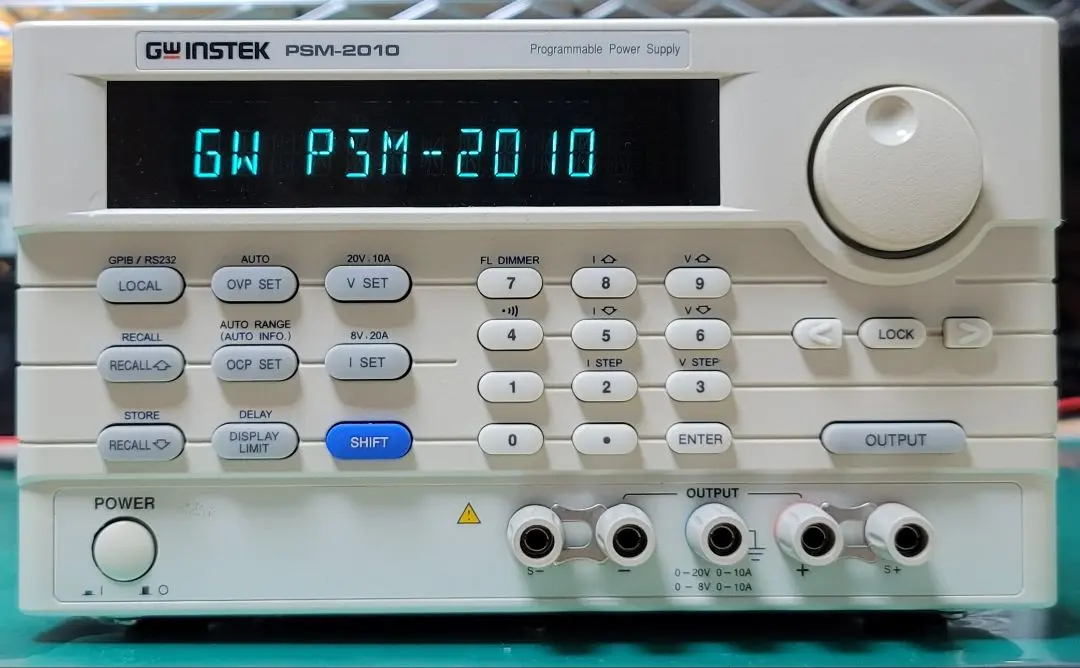 GWINSTEK PSM-2010 Programmable Power Supply
GW PSM-2010
GPIB / RS232 AUTO 20V.10A FL DIMMER I V
LOCAL OVP SET V SET 7 8 9
RECALL AUTO RANGE (AUTO INFO.) 8V.20A I V
4 5 6 < LOCK >
RECALL OCP SET I SET
I STEP V STEP
1 2 3
STORE DELAY
RECALL DISPLAY LIMIT SHIFT 0 • ENTER OUTPUT
POWER
OUTPUT
S- - + S+
0-20V 0-10A
0- 8V 0-10A
I O